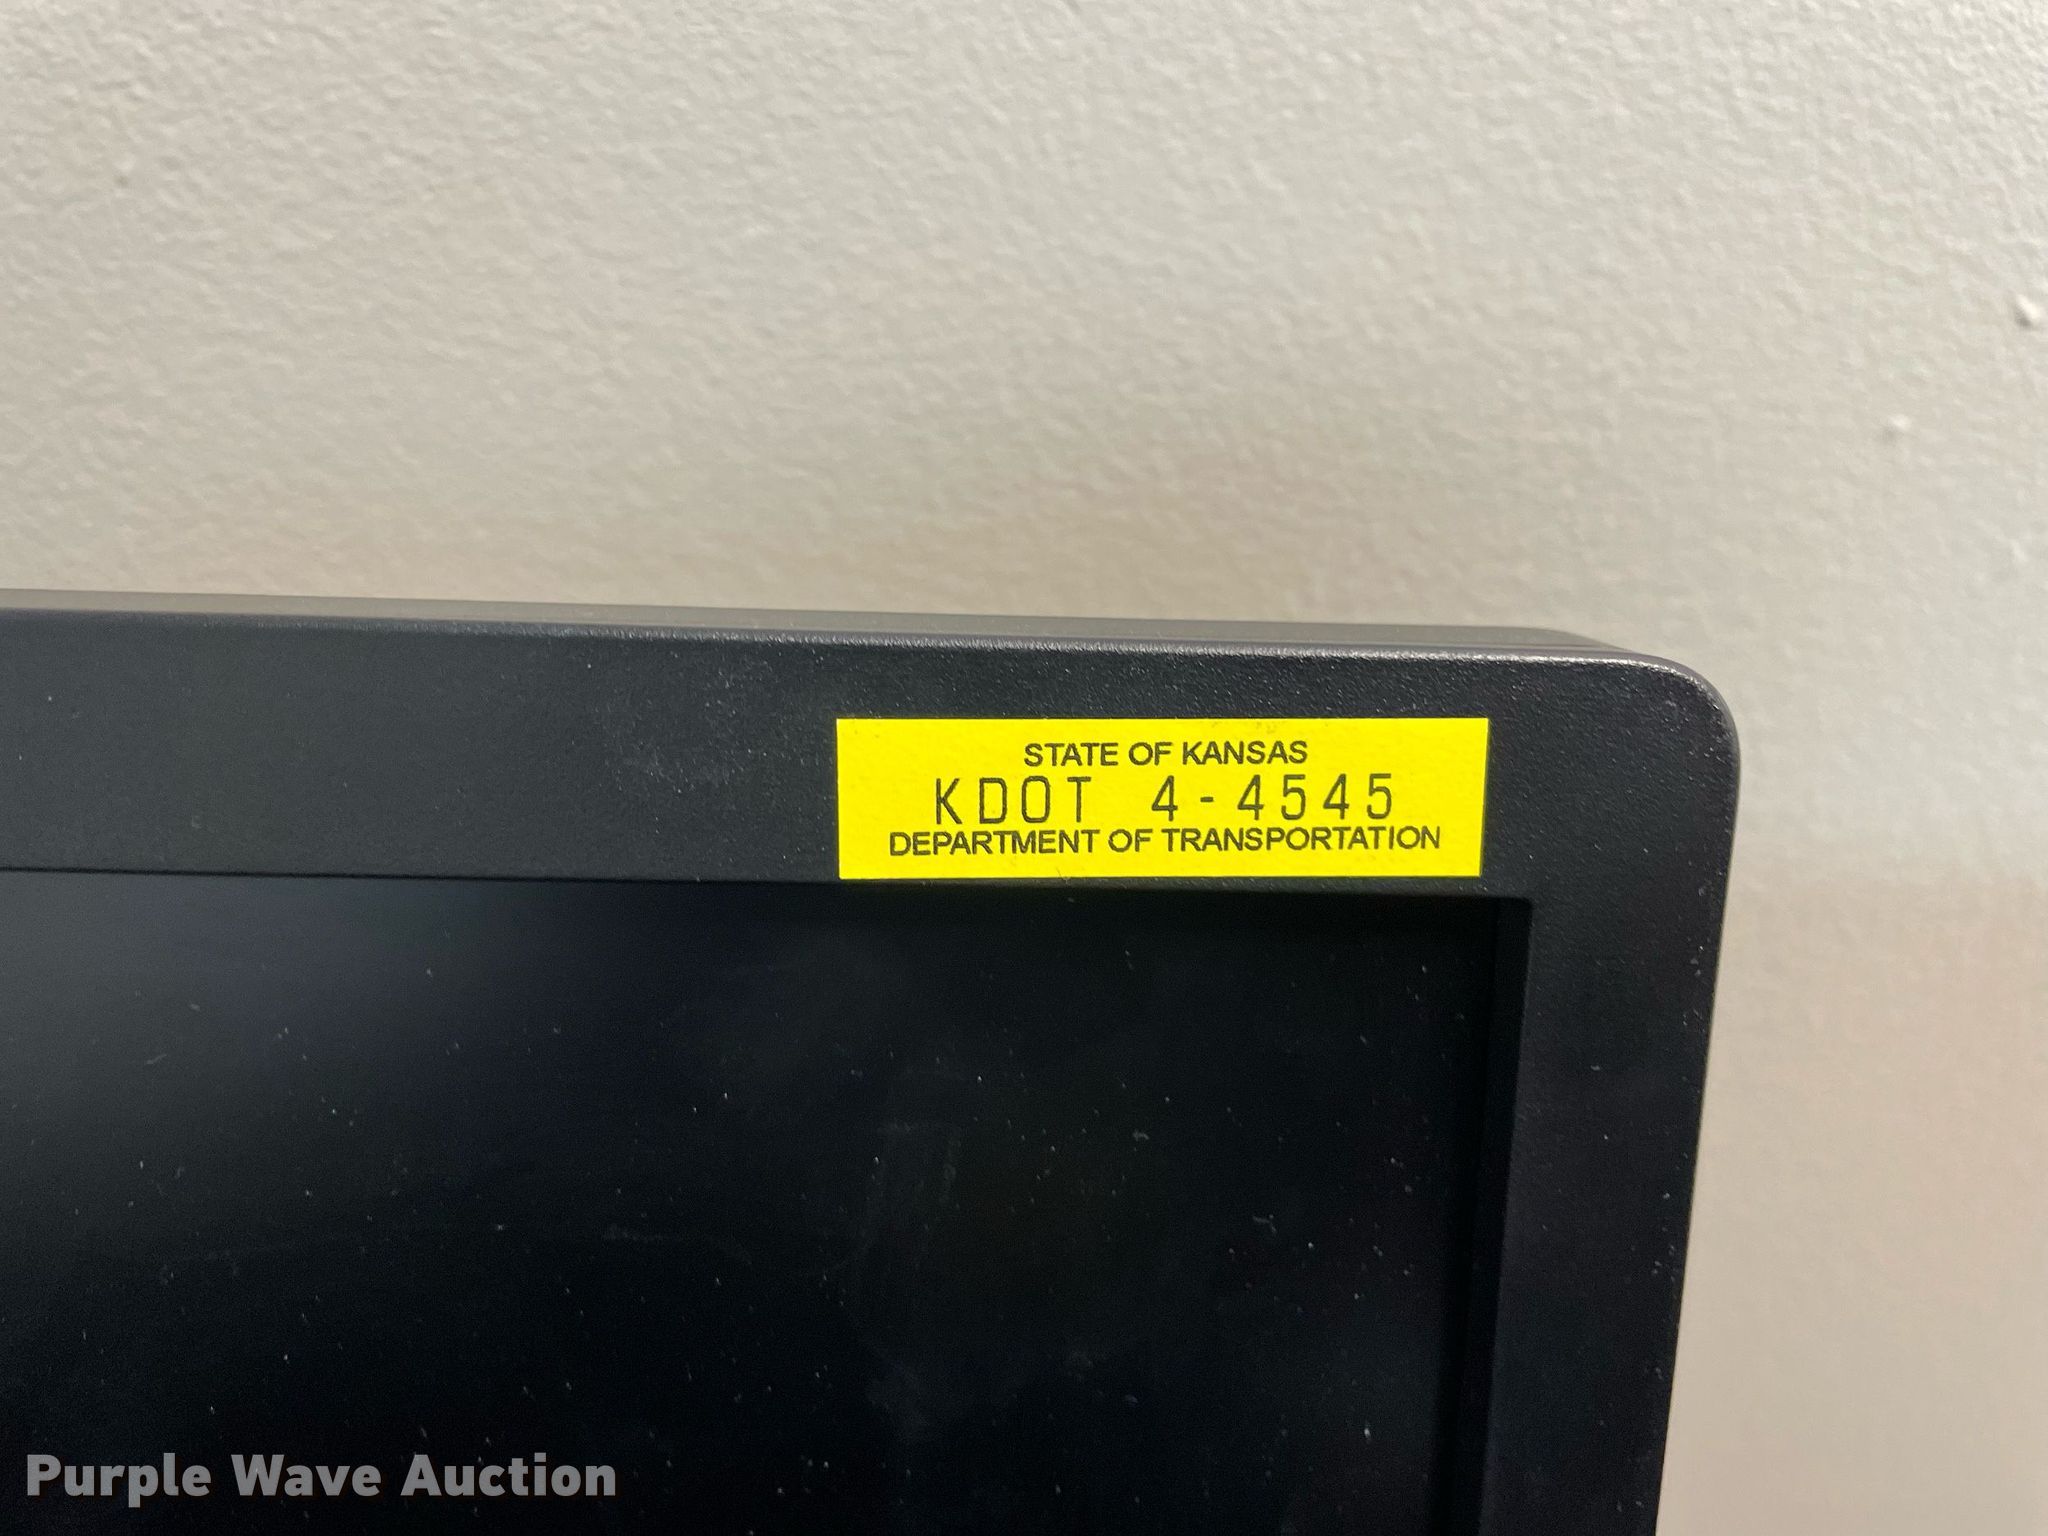 STATE OF KANSAS
KDOT 4-4545
DEPARTMENT OF TRANSPORTATION
Purple Wave Auction